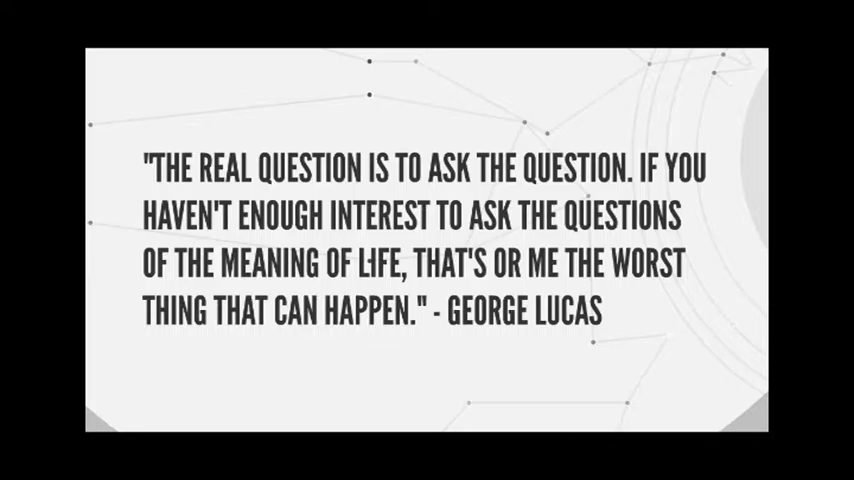 "THE REAL QUESTION IS TO ASK THE QUESTION. IF YOU
HAVEN'T ENOUGH INTEREST TO ASK THE QUESTIONS
OF THE MEANING OF LIFE, THAT'S OR ME THE WORST
THING THAT CAN HAPPEN." - GEORGE LUCAS